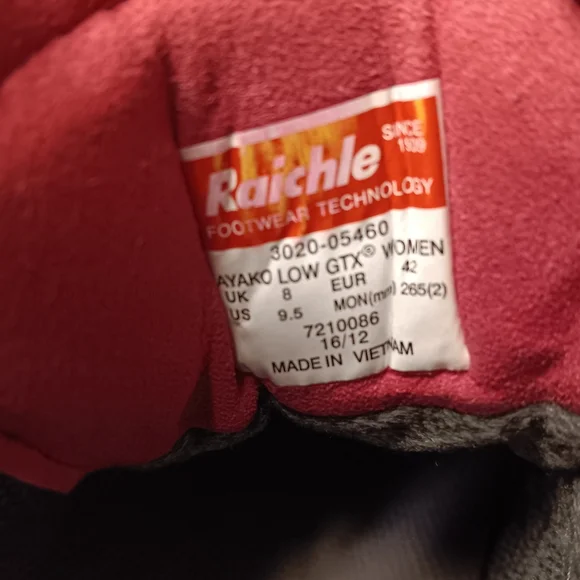 Raichle
SINCE
1909
FOOTWEAR TECHNOLOGY
3020-05460
AYAKO LOW GTX® WOMEN
UK 8 EUR 42
US 9.5 MON(mm) 265(2)
7210086
16/12
MADE IN VIETNAM